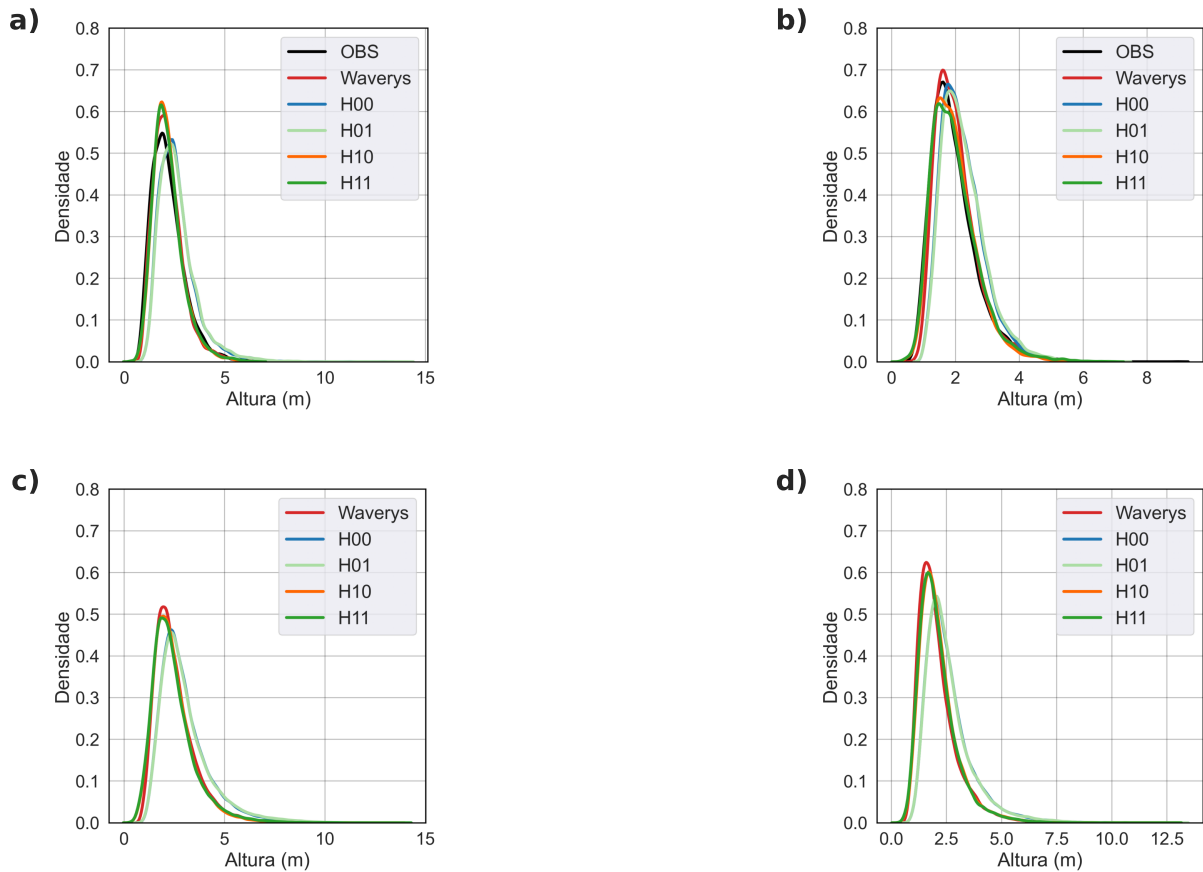 a)
0.8
0.7
0.6
0.5
0.4
0.3
0.2
0.1
0.0
Densidade
OBS
Waverys
H00
H01
H10
H11
0 5 10 15
Altura (m)
b)
0.8
0.7
0.6
0.5
0.4
0.3
0.2
0.1
0.0
Densidade
OBS
Waverys
H00
H01
H10
H11
0 2 4 6 8
Altura (m)
c)
0.8
0.7
0.6
0.5
0.4
0.3
0.2
0.1
0.0
Densidade
Waverys
H00
H01
H10
H11
0 5 10 15
Altura (m)
d)
0.8
0.7
0.6
0.5
0.4
0.3
0.2
0.1
0.0
Densidade
Waverys
H00
H01
H10
H11
0.0 2.5 5.0 7.5 10.0 12.5
Altura (m)